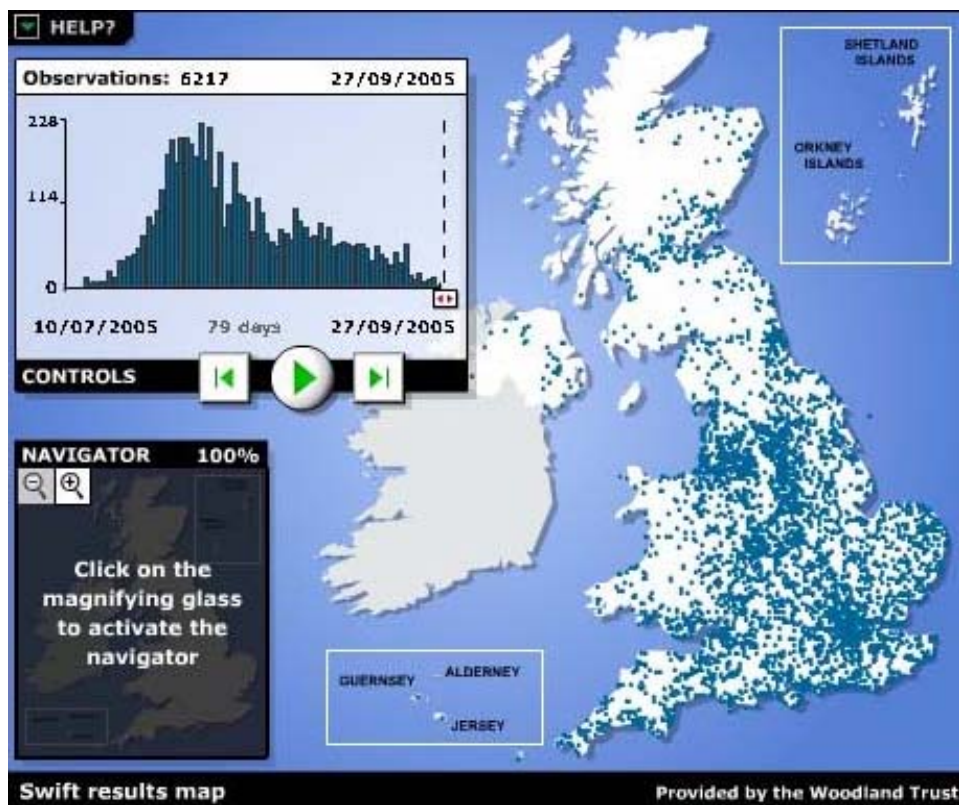 HELP?
Observations: 6217 27/09/2005
228
114
0
10/07/2005 79 days 27/09/2005
CONTROLS
NAVIGATOR 100%
Click on the
magnifying glass
to activate the
navigator
SHETLAND
ISLANDS
ORKNEY
ISLANDS
GUERNSEY
ALDERNEY
JERSEY
Swift results map
Provided by the Woodland Trust